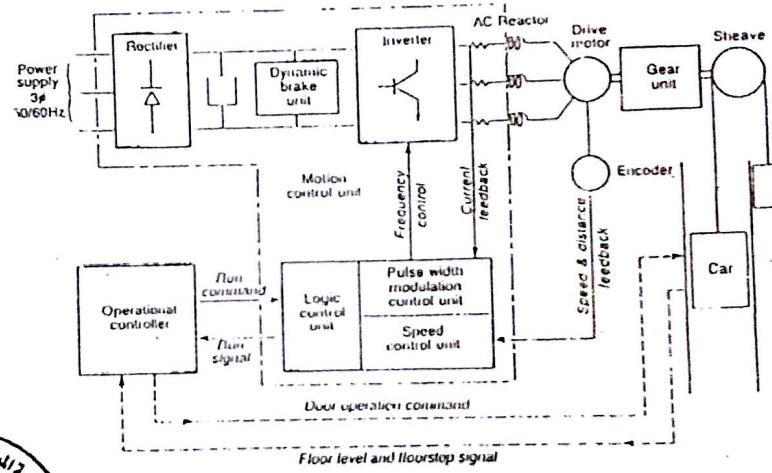 AC Reactor
Drive
motor
Sheave
Rectifier
Inverter
Power
supply
3ø
50/60Hz
Dynamic
brake
unit
Gear
unit
Motion
control unit
Frequency
control
Current
feedback
Encoder
Speed & distance
feedback
Car
Operational
controller
Run
command
Run
signal
Logic
control
unit
Pulse width
modulation
control unit
Speed
control unit
Door operation command
Floor level and floorstop signal